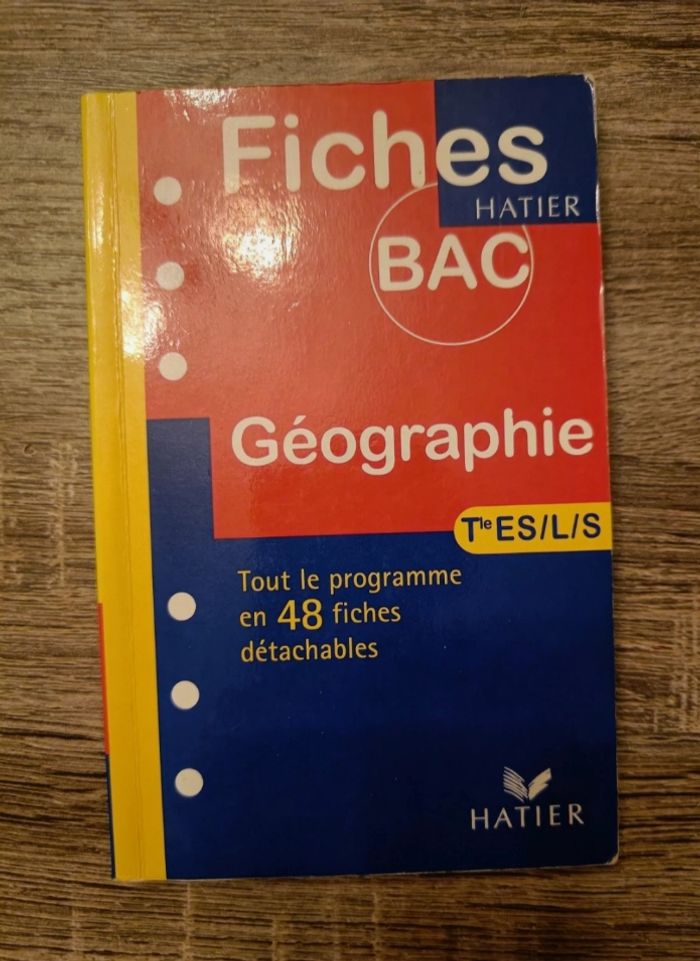 Fiches
HATIER
BAC
Géographie
Tle ES/L/S
Tout le programme
en 48 fiches
détachables
HATIER